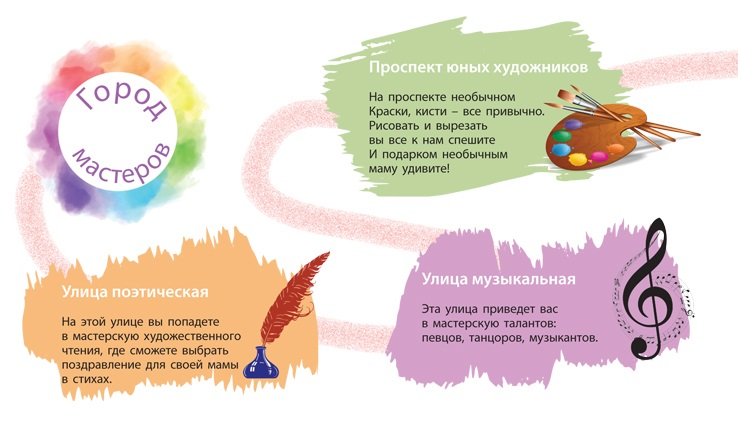 Город
мастеров
Проспект юных художников
На проспекте необычном
Краски, кисти – все привычно.
Рисовать и вырезать
вы все к нам спешите
И подарком необычным
маму удивите!
Улица поэтическая
На этой улице вы попадете
в мастерскую художественного
чтения, где сможете выбрать
поздравление для своей мамы
в стихах.
Улица музыкальная
Эта улица приведет вас
в мастерскую талантов:
певцов, танцоров, музыкантов.